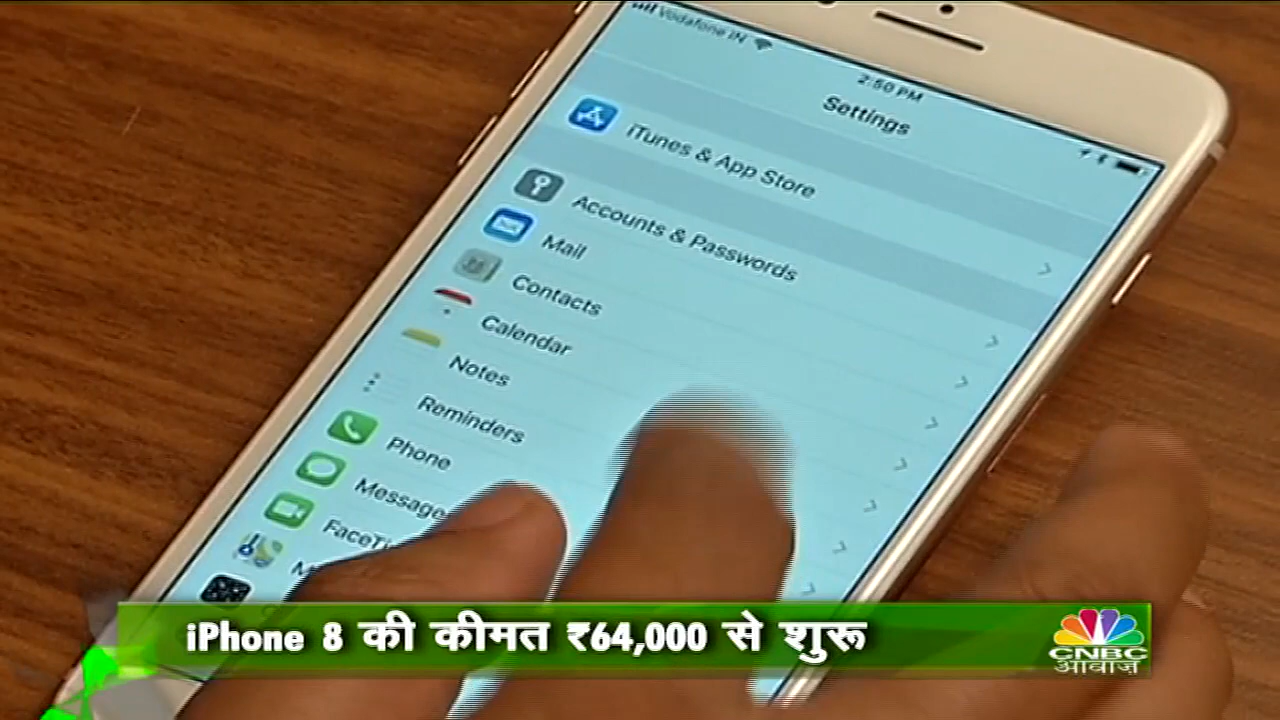 Vodafone IN
2:50 PM
Settings
iTunes & App Store
Accounts & Passwords
Mail
Contacts
Calendar
Notes
Reminders
Phone
Message
FaceTi
M
iPhone 8 की कीमत ₹64,000 से शुरू
CNBC
आवाज़